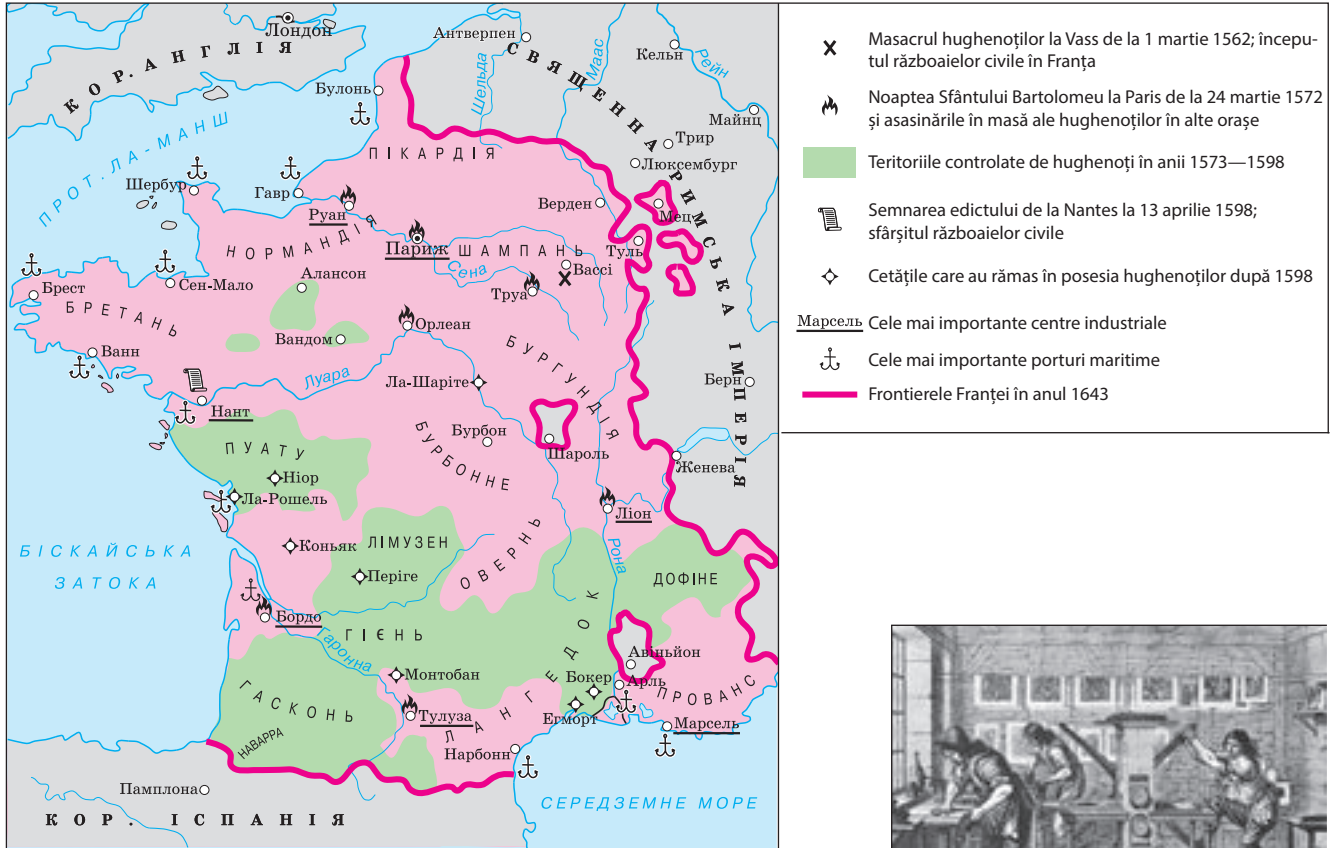 Лондон
КОР. АНГЛІЯ
ПРОТ. ЛА-МАНШ
Антверпен
СВЯЩЕННА РИМСЬКА ІМПЕРІЯ
Шельда
Маас
Кельн
Рейн
Булонь
Майнц
Трир
Люксембург
ПІКАРДІЯ
Шербур
Гавр
Руан
Верден
Мец
НОРМАНДІЯ
Париж
ШАМПАНЬ
Туль
Сена
Вассі
Алансон
Труа
Брест
Сен-Мало
БРЕТАНЬ
Орлеан
Вандом
БУРГУНДІЯ
Ванн
Луара
Ла-Шаріте
Берн
Нант
Бурбон
БУРБОННЕ
Шароль
ПУАТУ
Женева
Ніор
Ла-Рошель
Ліон
Коньяк
ЛІМУЗЕН
Періге
ОВЕРНЬ
Рона
ДОФІНЕ
БІСКАЙСЬКА
ЗАТОКА
Бордо
ГІЄНЬ
Гаронна
Авіньйон
Монтобан
Бокер
Арль
ПРОВАНС
ГАСКОНЬ
Тулуза
ЛАНГЕДОК
Егморт
Марсель
НАВАРРА
Нарбонн
Памплона
СЕРЕДЗЕМНЕ МОРЕ
КОР. ІСПАНІЯ
Masacrul hughenoților la Vass de la 1 martie 1562; începu-
tul războaielor civile în Franța
Noaptea Sfântului Bartolomeu la Paris de la 24 martie 1572
și asasinările în masă ale hughenoților în alte orașe
Teritoriile controlate de hughenoți în anii 1573—1598
Semnarea edictului de la Nantes la 13 aprilie 1598;
sfârșitul războaielor civile
Cetățile care au rămas în posesia hughenoților după 1598
Марсель Cele mai importante centre industriale
Cele mai importante porturi maritime
Frontierele Franței în anul 1643